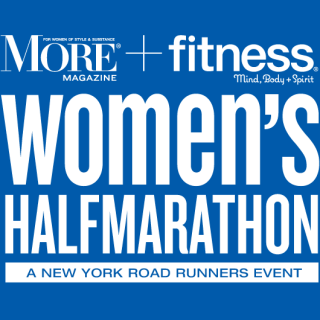 FOR WOMEN OF STYLE & SUBSTANCE
MORE® + fitness®
MAGAZINE
Mind, Body + Spirit
women's
HALFMARATHON
A NEW YORK ROAD RUNNERS EVENT